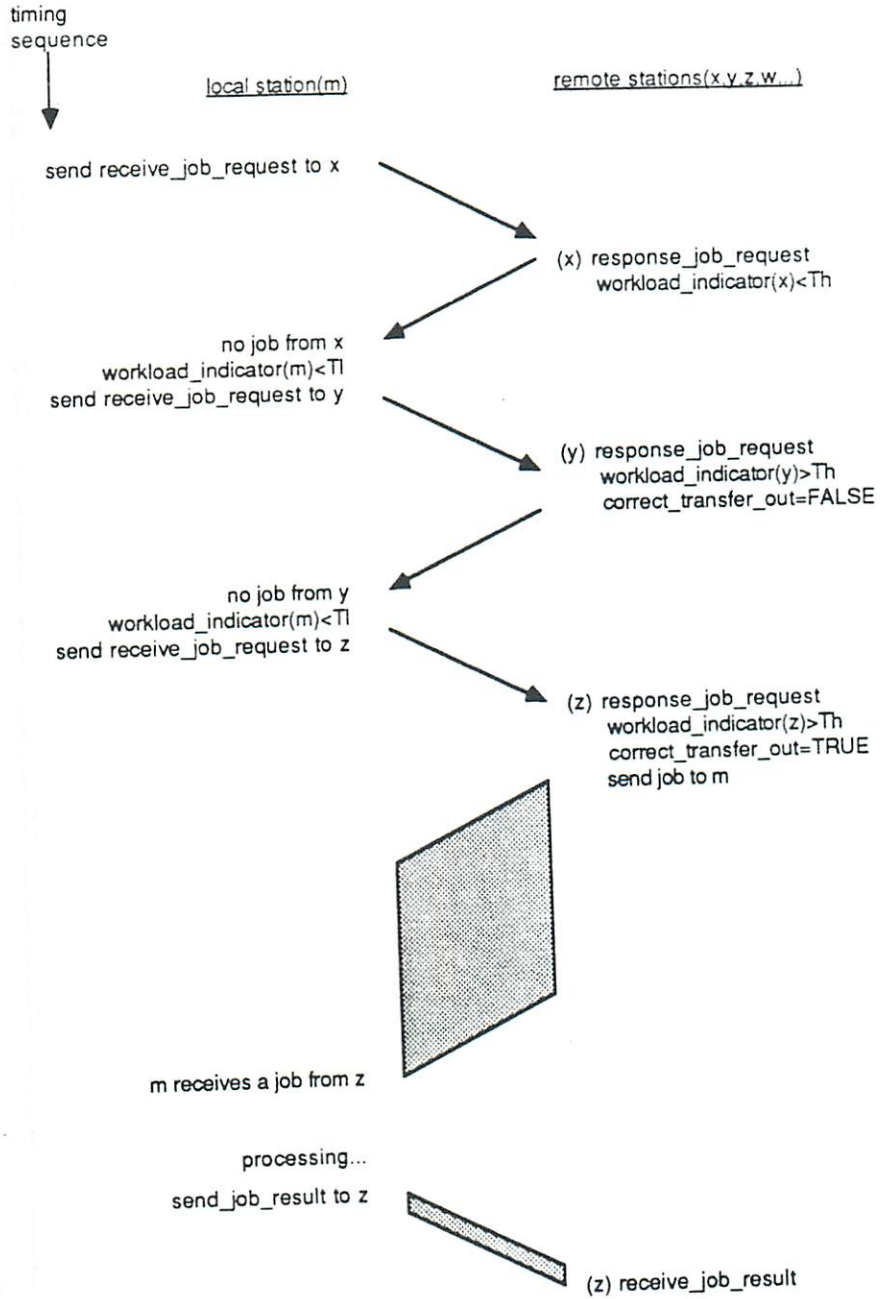 timing
sequence
local station(m)
remote stations(x,y,z,w...)
send receive_job_request to x
(x) response_job_request
workload_indicator(x)<Th
no job from x
workload_indicator(m)<Tl
send receive_job_request to y
(y) response_job_request
workload_indicator(y)>Th
correct_transfer_out=FALSE
no job from y
workload_indicator(m)<Tl
send receive_job_request to z
(z) response_job_request
workload_indicator(z)>Th
correct_transfer_out=TRUE
send job to m
m receives a job from z
processing...
send_job_result to z
(z) receive_job_result